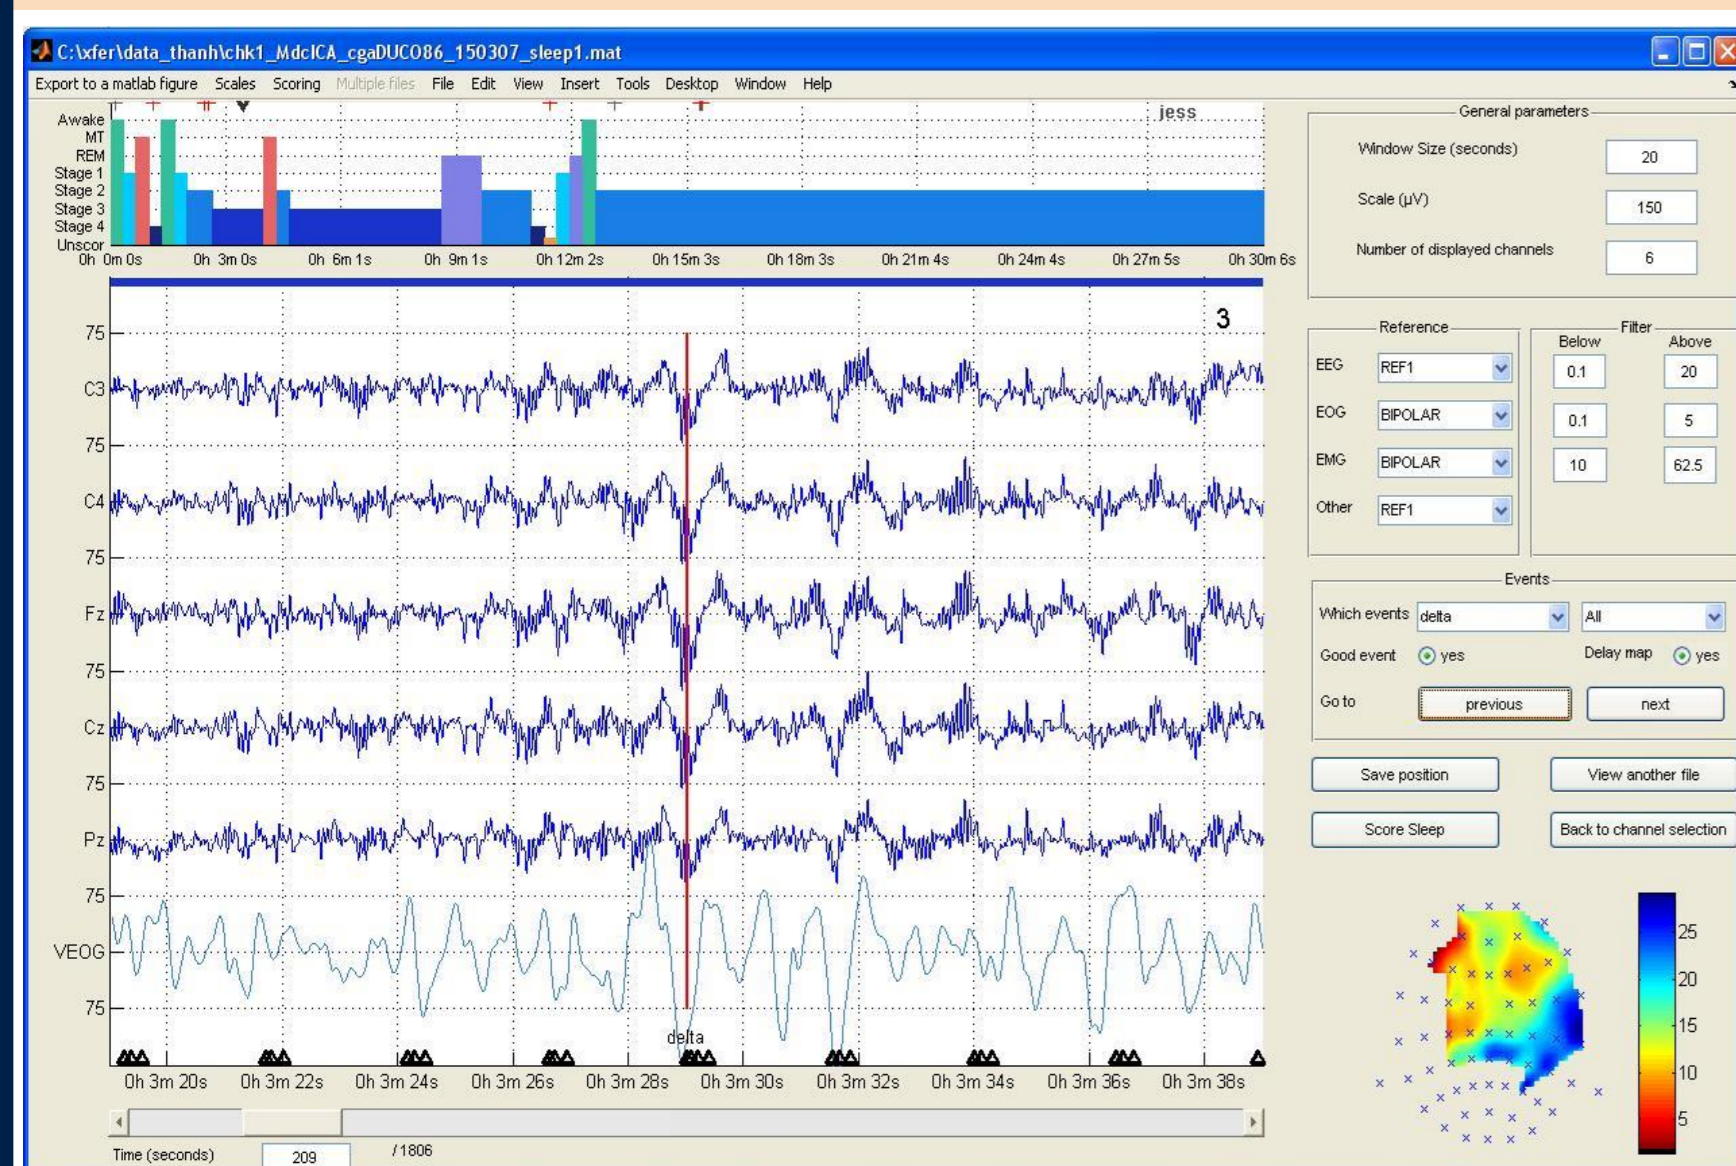 C:\xfer\data_thanh\chk1_MdcICA_cgaDUCO86_150307_sleep1.mat
Export to a matlab figure Scales Scoring Multiple files File Edit View Insert Tools Desktop Window Help
jess
Awake
MT
REM
Stage 1
Stage 2
Stage 3
Stage 4
Unscor
0h 0m 0s 0h 3m 0s 0h 6m 1s 0h 9m 1s 0h 12m 2s 0h 15m 3s 0h 18m 3s 0h 21m 4s 0h 24m 4s 0h 27m 5s 0h 30m 6s
3
75
C3
75
C4
75
Fz
75
Cz
75
Pz
75
VEOG
75
delta
0h 3m 20s 0h 3m 22s 0h 3m 24s 0h 3m 26s 0h 3m 28s 0h 3m 30s 0h 3m 32s 0h 3m 34s 0h 3m 36s 0h 3m 38s
Time (seconds) 209 / 1806
General parameters
Window Size (seconds) 20
Scale (µV) 150
Number of displayed channels 6
Reference
EEG REF1
EOG BIPOLAR
EMG BIPOLAR
Other REF1
Filter
Below Above
0.1 20
0.1 5
10 62.5
Events
Which events delta All
Good event yes Delay map yes
Go to previous next
Save position View another file
Score Sleep Back to channel selection
25
20
15
10
5